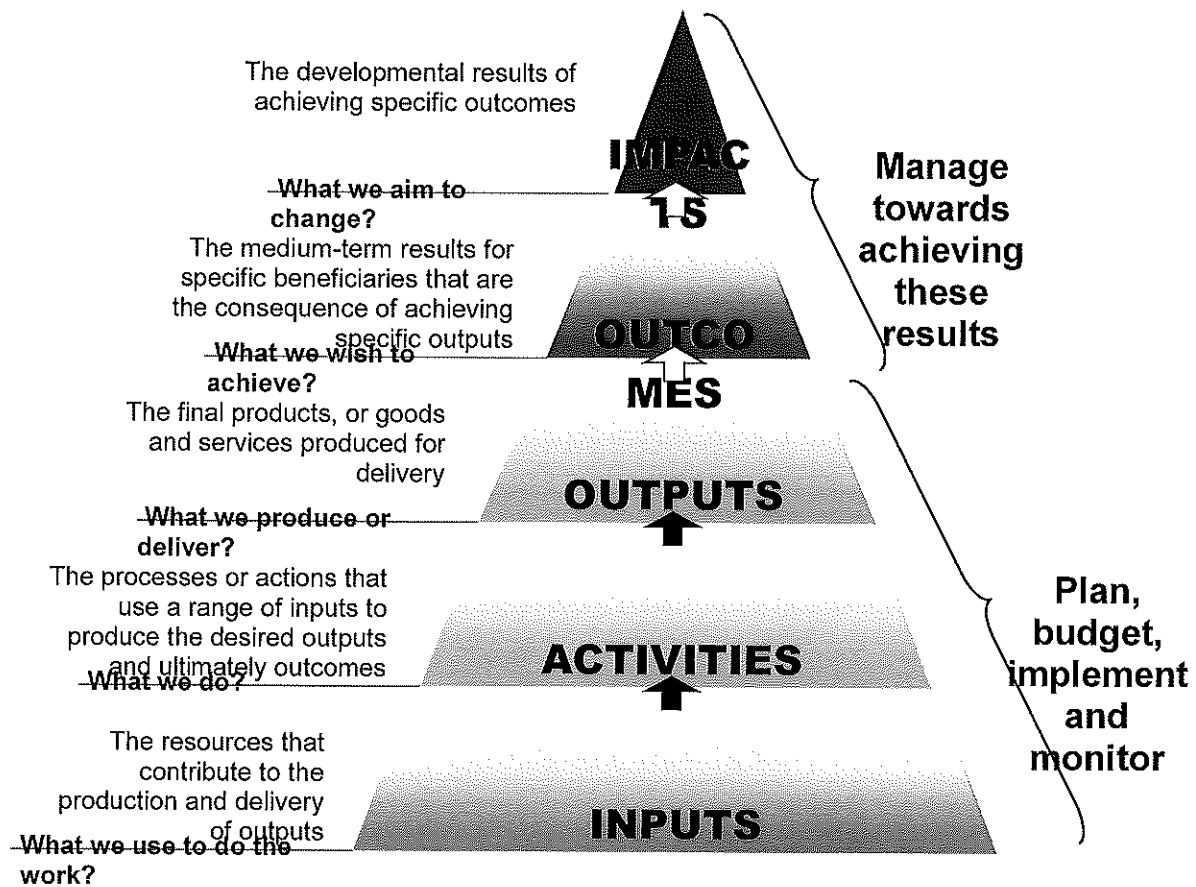 The developmental results of
achieving specific outcomes
IMPAC
TS
What we aim to
change?
The medium-term results for
specific beneficiaries that are
the consequence of achieving
specific outputs
OUTCO
MES
What we wish to
achieve?
The final products, or goods
and services produced for
delivery
OUTPUTS
What we produce or
deliver?
The processes or actions that
use a range of inputs to
produce the desired outputs
and ultimately outcomes
ACTIVITIES
What we do?
The resources that
contribute to the
production and delivery
of outputs
INPUTS
What we use to do the
work?
Manage
towards
achieving
these
results
Plan,
budget,
implement
and
monitor